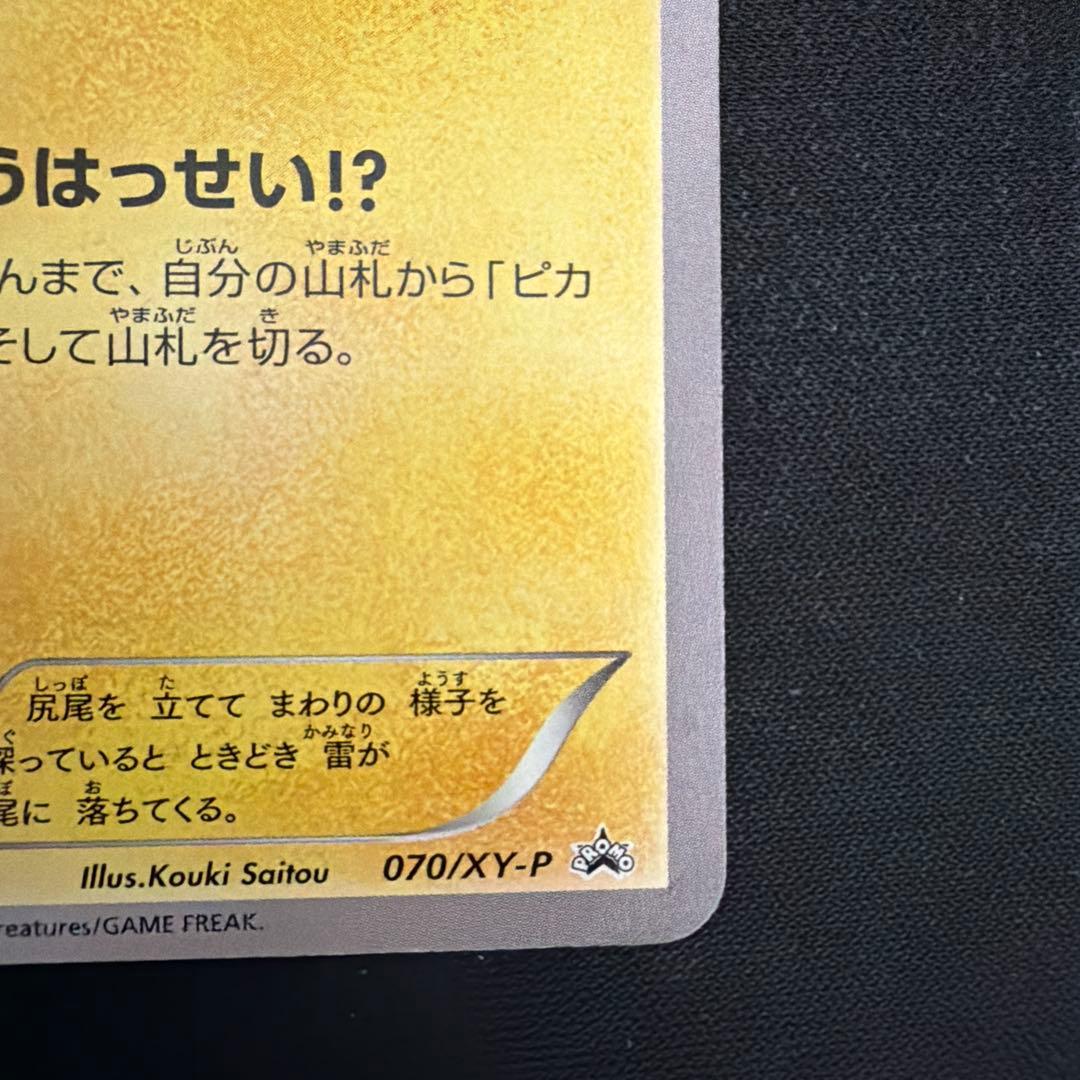 うはっせい!?
んまで、自分の山札から「ピカ
そして山札を切る。
尻尾を 立てて まわりの 様子を
探っていると ときどき 雷が
尾に 落ちてくる。
Illus.Kouki Saitou 070/XY-P PROMO
reatures/GAME FREAK.